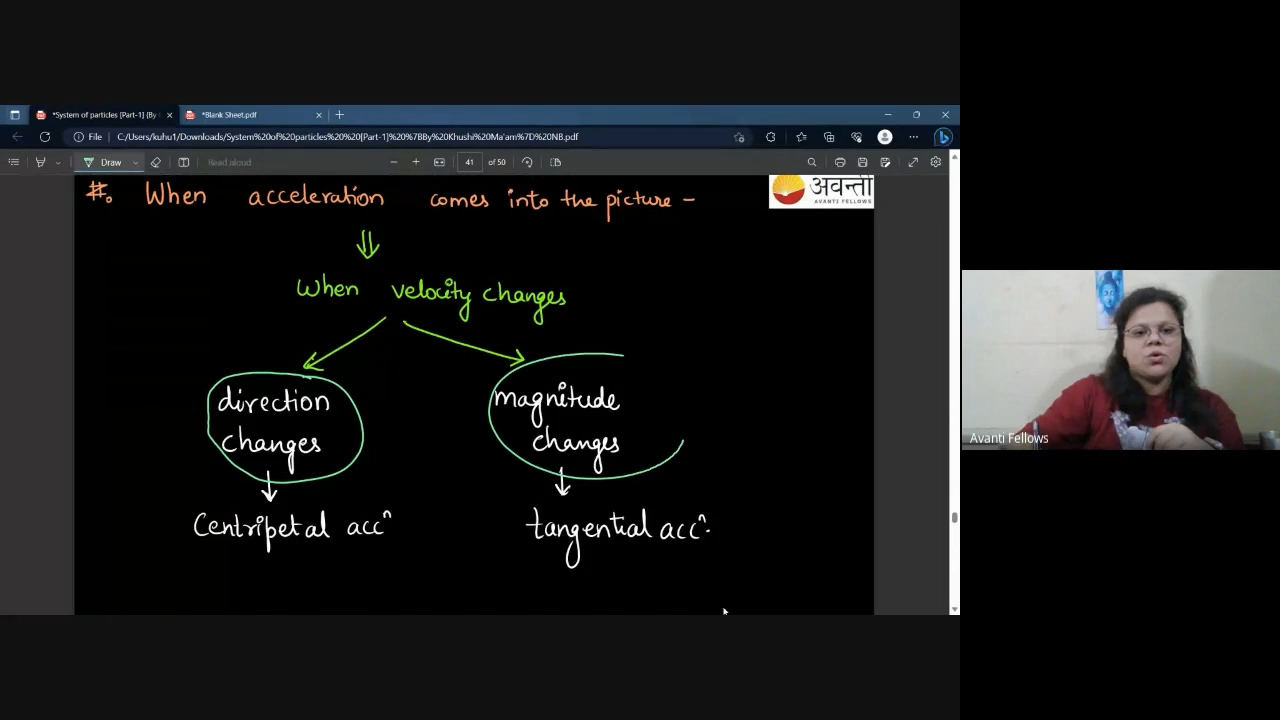 *System of particles [Part-1] (By
*Blank Sheet.pdf
File
C:/Users/kuhu1/Downloads/System%20of%20particles%20%20[Part-1]%20%7BBy%20Khushi%20Ma'am%7D%20NB.pdf
Draw
Read aloud
41 of 50
#. When acceleration comes into the picture -
अवन्ती
AVANTI FELLOWS
When velocity changes
direction
changes
magnitude
changes
Centripetal accⁿ
tangential accⁿ.
Avanti Fellows